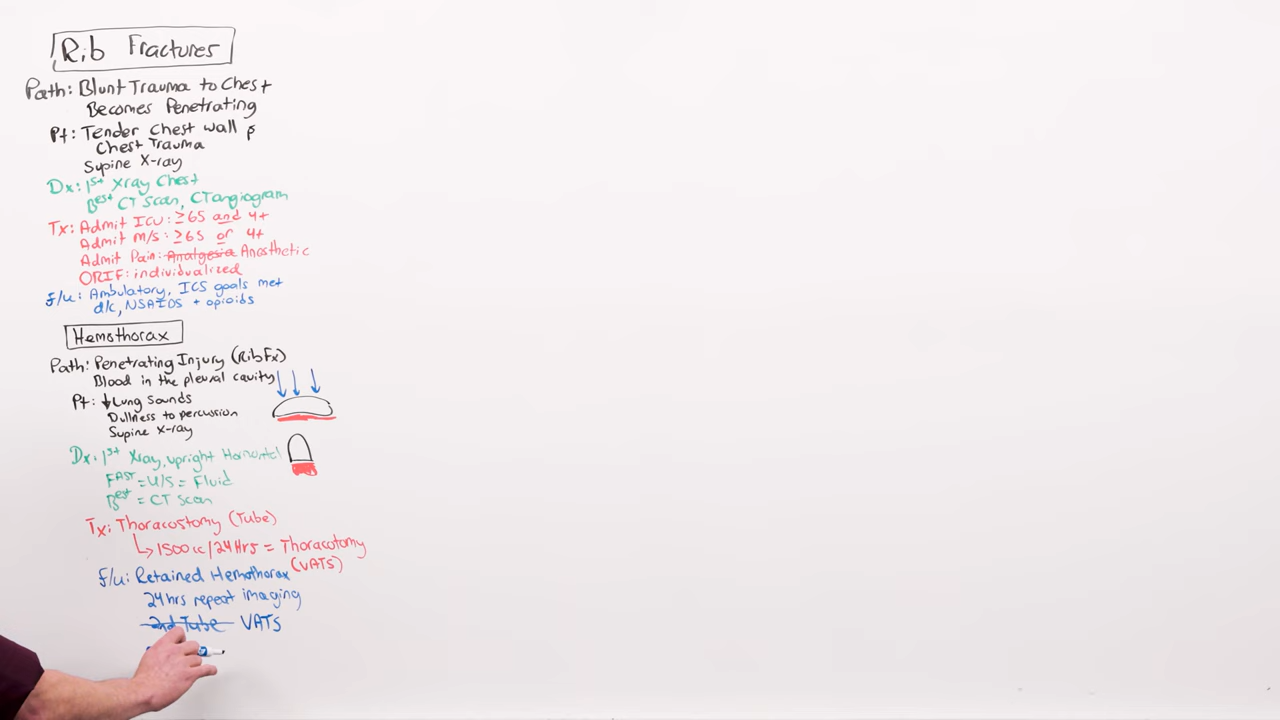 Rib Fractures
Path: Blunt Trauma to Chest
Becomes Penetrating
Pt: Tender Chest wall p̄
Chest Trauma
Supine X-ray
Dx: 1st Xray Chest
Best CT Scan, CTangiogram
Tx: Admit ICU: ≥65 and 4+
Admit m/s: ≥65 or 4+
Admit Pain: Analgesia Anesthetic
ORIF: individualized
f/u: Ambulatory, ICS goals met
d/c, NSAIDS + opioids
Hemothorax
Path: Penetrating Injury (Rib Fx)
Blood in the pleural cavity
Pt: ↓ Lung Sounds
Dullness to percussion
Supine X-ray
Dx: 1st Xray, upright Horizontal
FAST = U/S = Fluid
Best = CT Scan
Tx: Thoracostomy (Tube)
↳ 1500cc/24Hrs = Thoracotomy
(VATS)
f/u: Retained Hemothorax
24hrs repeat imaging
2nd Tube VATS